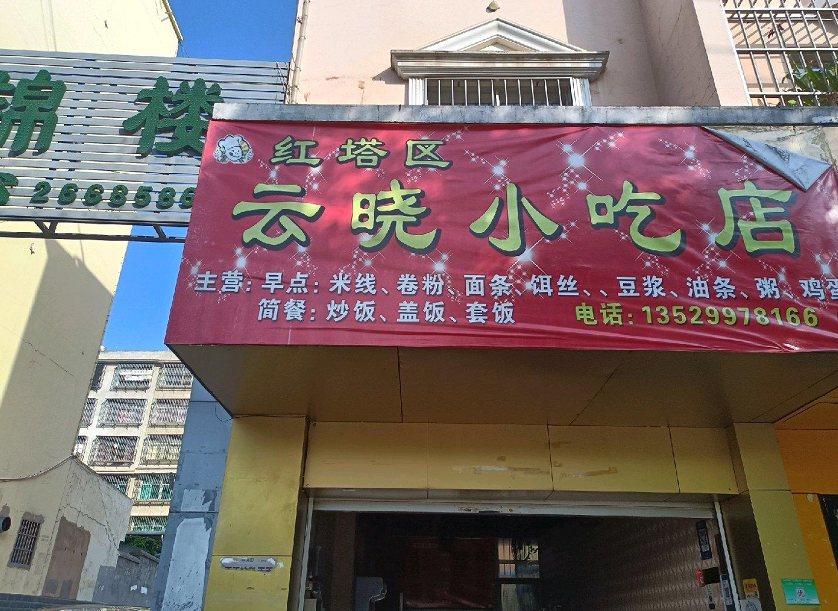 锦楼
2668586
红塔区
云晓小吃店
主营：早点：米线、卷粉、面条、饵丝、、豆浆、油条、粥、鸡蛋
简餐：炒饭、盖饭、套饭 电话：13529978166